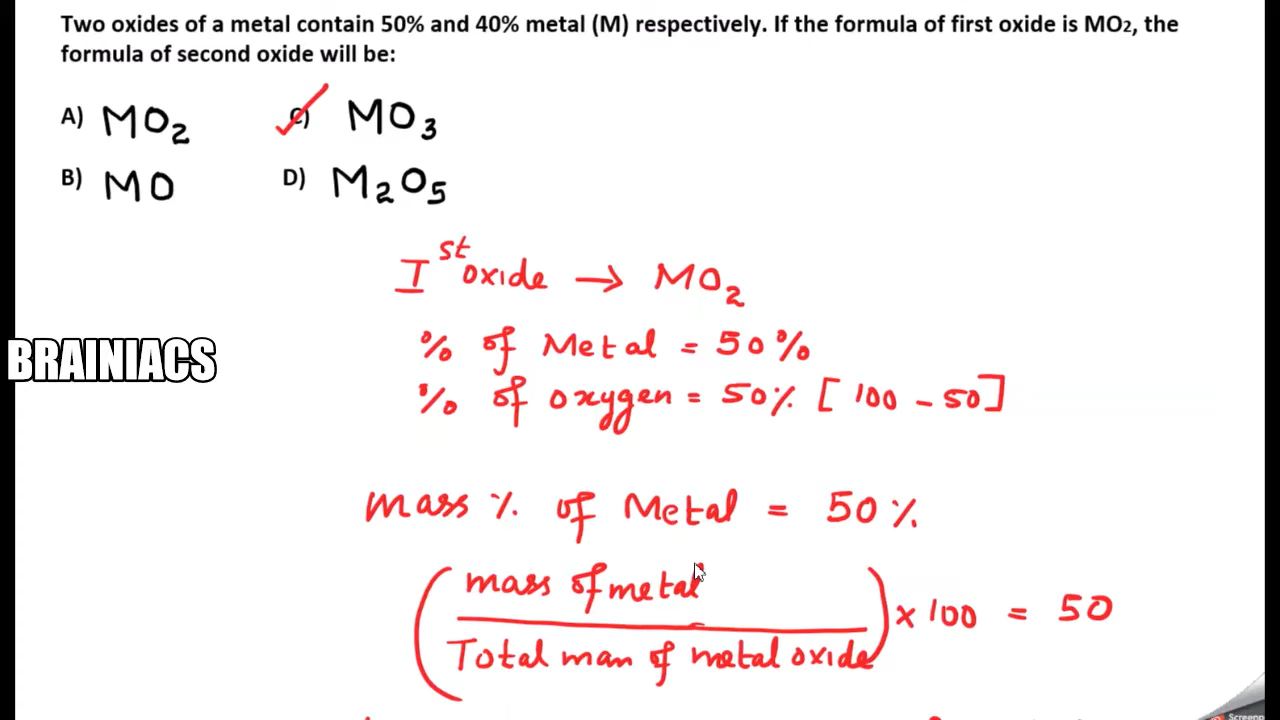 Two oxides of a metal contain 50% and 40% metal (M) respectively. If the formula of first oxide is MO₂, the
formula of second oxide will be:
A) MO₂ C) MO₃
B) MO D) M₂O₅
Iˢᵗ oxide → MO₂
% of Metal = 50%
BRAINIACS
% of oxygen = 50% [100 - 50]
mass % of Metal = 50%
(mass of metal
Total man of metal oxide) × 100 = 50